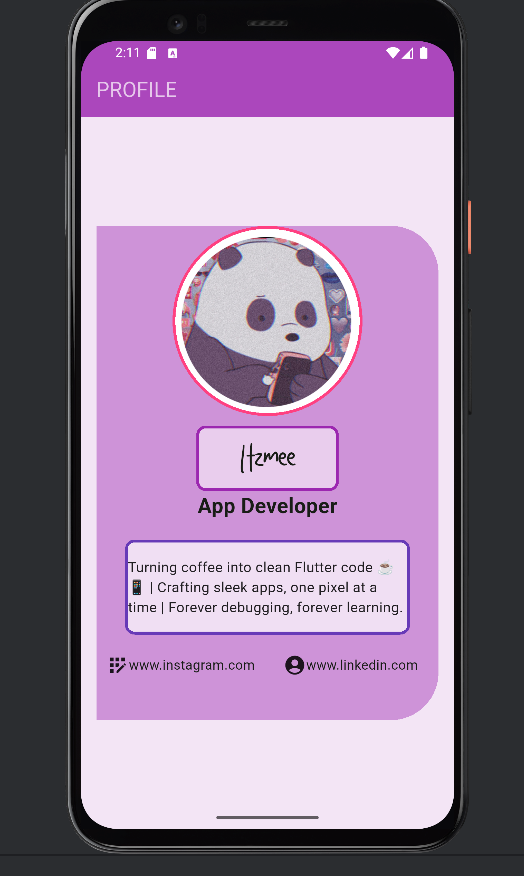 2:11
PROFILE
Itzmee
App Developer
Turning coffee into clean Flutter code ☕
📱 | Crafting sleek apps, one pixel at a
time | Forever debugging, forever learning.
www.instagram.com www.linkedin.com